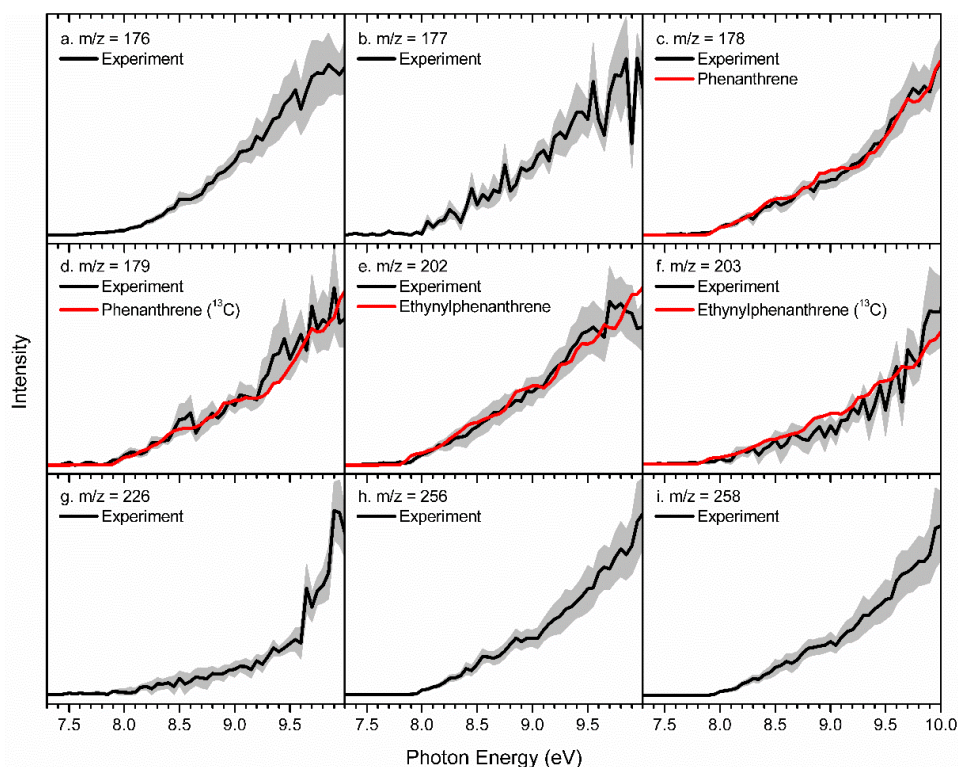 a. m/z = 176
Experiment
b. m/z = 177
Experiment
c. m/z = 178
Experiment
Phenanthrene
d. m/z = 179
Experiment
Phenanthrene (¹³C)
e. m/z = 202
Experiment
Ethynylphenanthrene
f. m/z = 203
Experiment
Ethynylphenanthrene (¹³C)
g. m/z = 226
Experiment
h. m/z = 256
Experiment
i. m/z = 258
Experiment
Intensity
7.5 8.0 8.5 9.0 9.5 7.5 8.0 8.5 9.0 9.5 7.5 8.0 8.5 9.0 9.5 10.0
Photon Energy (eV)